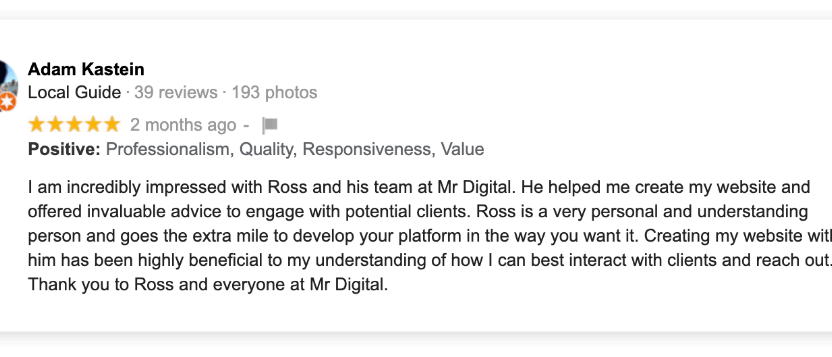 Adam Kastein
Local Guide · 39 reviews · 193 photos
2 months ago -
Positive: Professionalism, Quality, Responsiveness, Value
I am incredibly impressed with Ross and his team at Mr Digital. He helped me create my website and
offered invaluable advice to engage with potential clients. Ross is a very personal and understanding
person and goes the extra mile to develop your platform in the way you want it. Creating my website with
him has been highly beneficial to my understanding of how I can best interact with clients and reach out.
Thank you to Ross and everyone at Mr Digital.